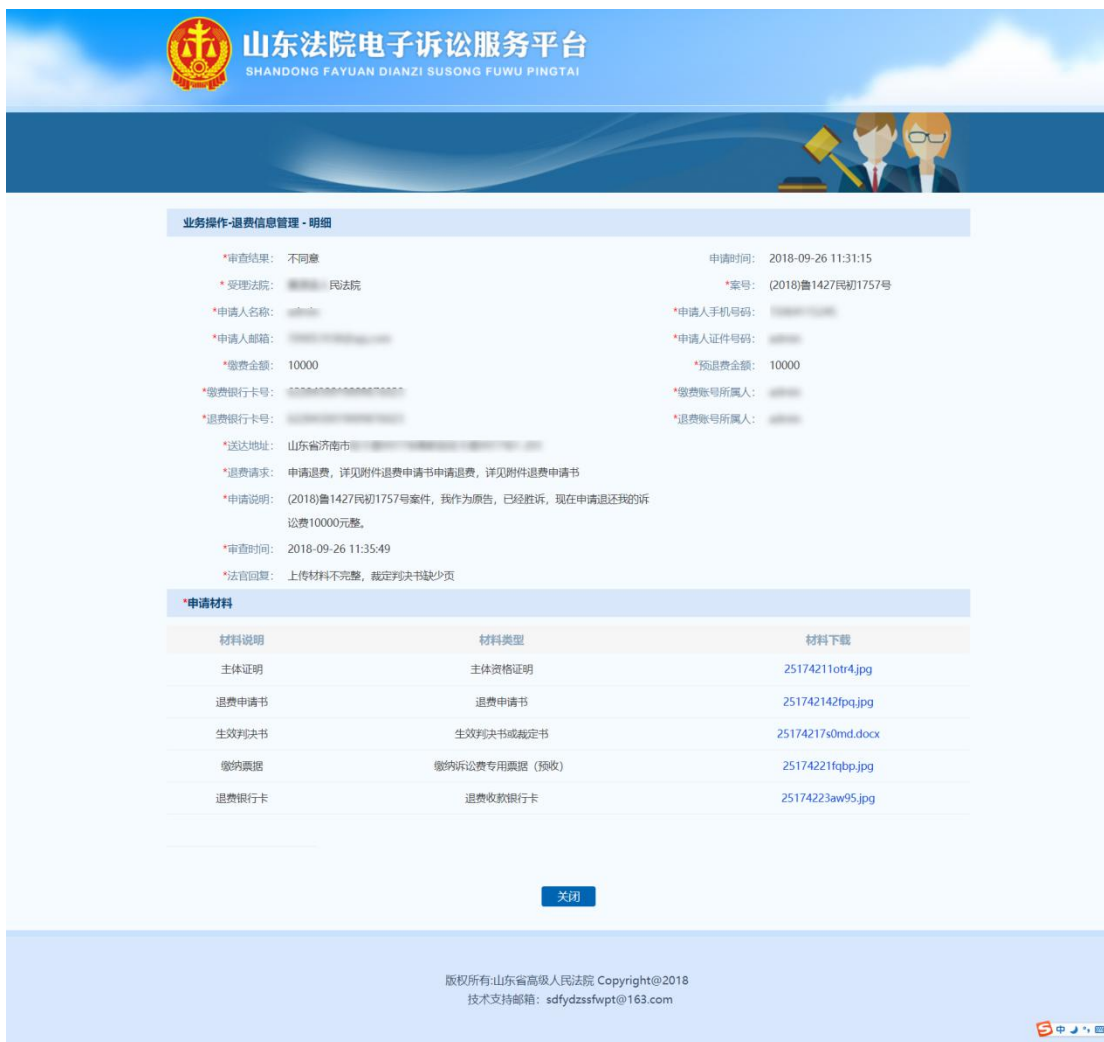 山东法院电子诉讼服务平台
SHANDONG FAYUAN DIANZI SUSONG FUWU PINGTAI
业务操作-退费信息管理 - 明细
*审查结果: 不同意 申请时间: 2018-09-26 11:31:15
*受理法院: 民法院 *案号: (2018)鲁1427民初1757号
*申请人名称: *申请人手机号码:
*申请人邮箱: *申请人证件号码:
*缴费金额: 10000 *预退费金额: 10000
*缴费银行卡号: *缴费账号所属人:
*退费银行卡号: *退费账号所属人:
*送达地址: 山东省济南市
*退费请求: 申请退费，详见附件退费申请书申请退费，详见附件退费申请书
*申请说明: (2018)鲁1427民初1757号案件，我作为原告，已经胜诉，现在申请退还我的诉
讼费10000元整。
*审查时间: 2018-09-26 11:35:49
*法官回复: 上传材料不完整，裁定判决书缺少页
*申请材料
材料说明 材料类型 材料下载
主体证明 主体资格证明 25174211otr4.jpg
退费申请书 退费申请书 251742142fpq.jpg
生效判决书 生效判决书或裁定书 25174217s0md.docx
缴纳票据 缴纳诉讼费专用票据（预收） 25174221fqbp.jpg
退费银行卡 退费收款银行卡 25174223aw95.jpg
关闭
版权所有:山东省高级人民法院 Copyright@2018
技术支持邮箱：sdfydzssfwpt@163.com
中